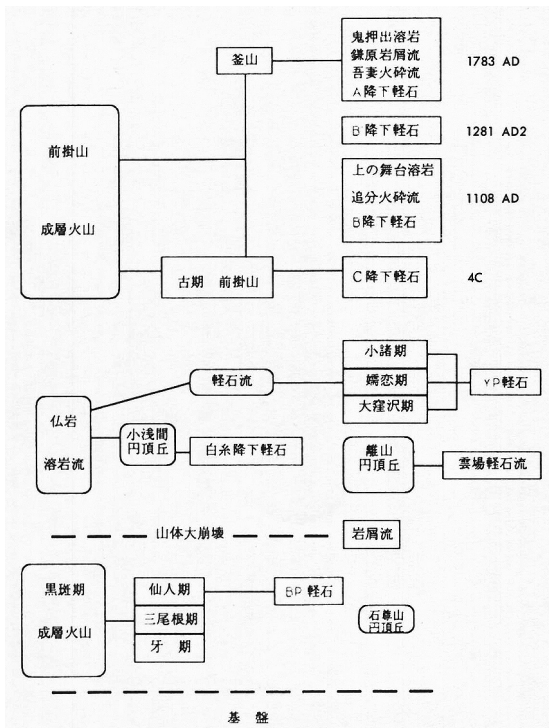 釜山
鬼押出溶岩
鎌原岩屑流
吾妻火砕流
A降下軽石
1783 AD
前掛山
成層火山
B'降下軽石
1281 AD2
上の舞台溶岩
追分火砕流
B降下軽石
1108 AD
古期 前掛山
C降下軽石
4C
仏岩
溶岩流
軽石流
小諸期
嬬恋期
大窪沢期
YP軽石
小浅間
円頂丘
白糸降下軽石
離山
円頂丘
雲場軽石流
山体大崩壊
岩屑流
黒斑期
成層火山
仙人期
三尾根期
牙 期
BP軽石
石尊山
円頂丘
基 盤